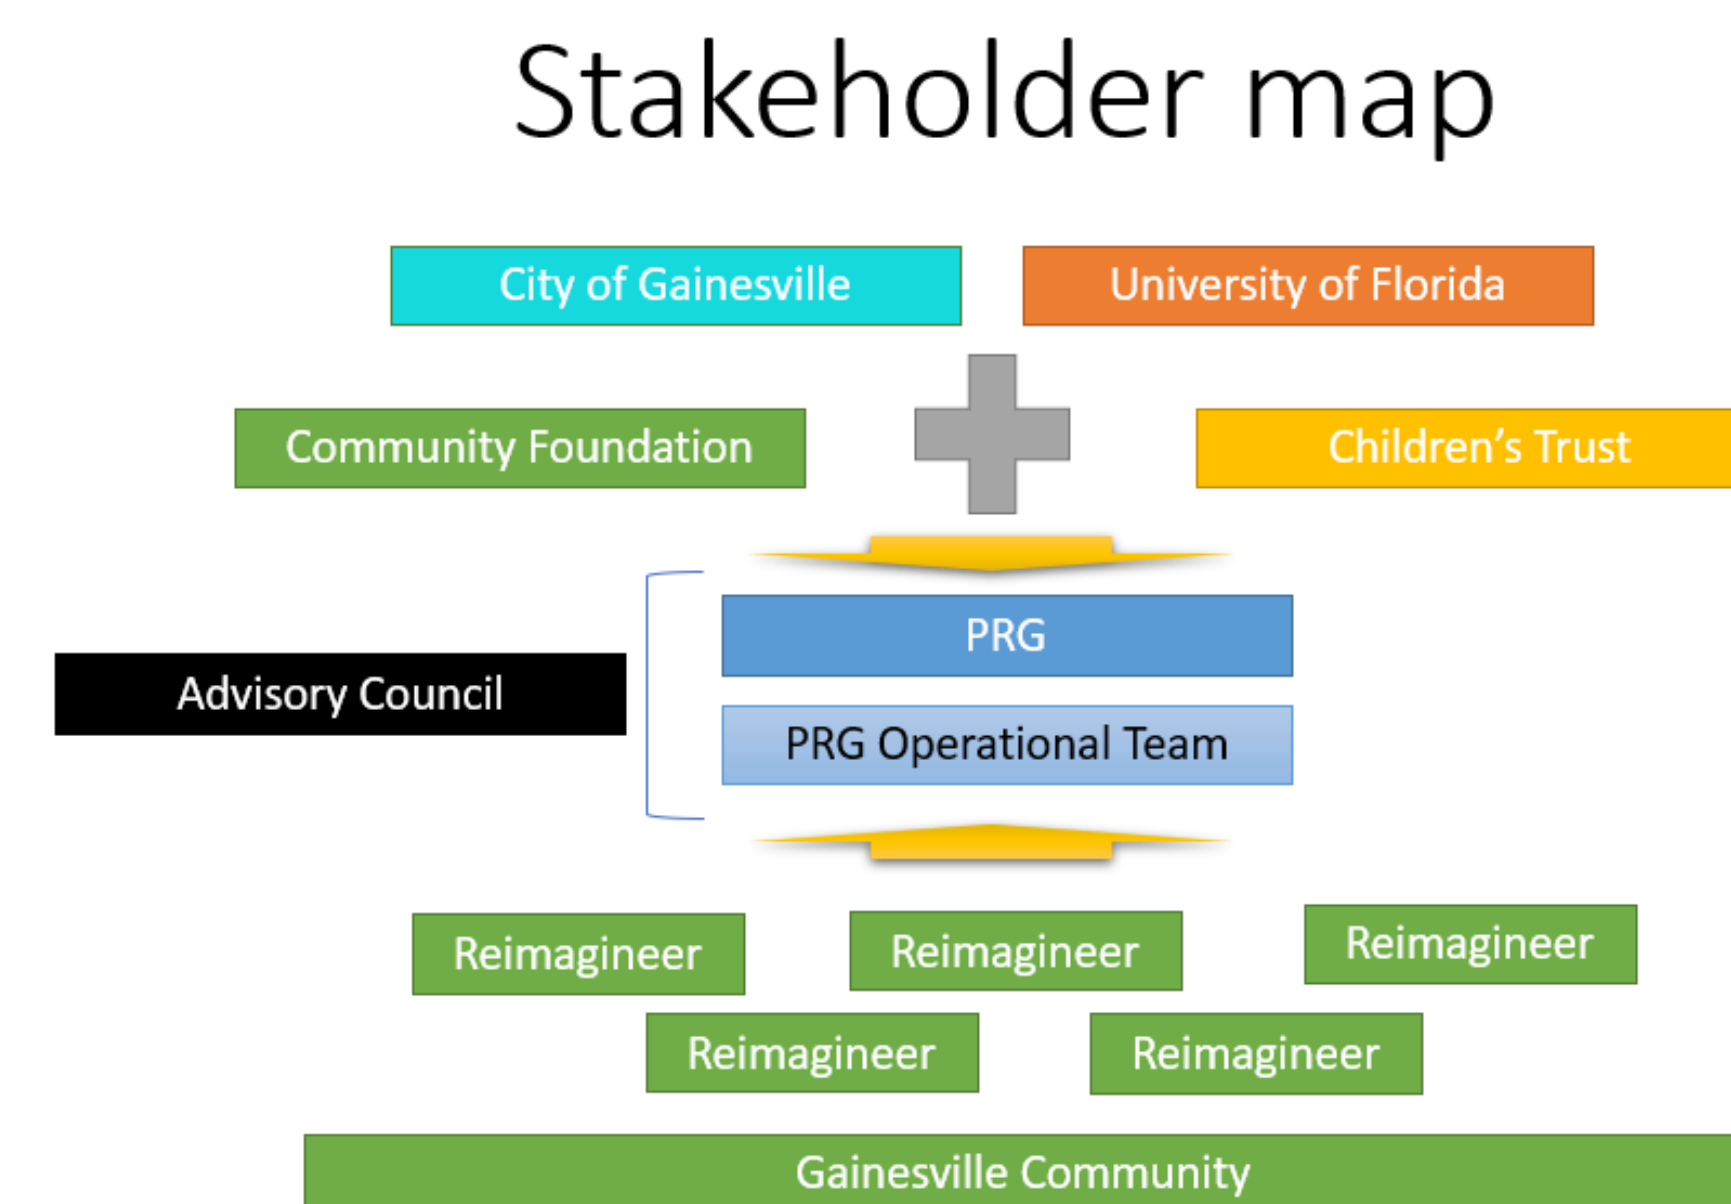 Stakeholder map
City of Gainesville
University of Florida
Community Foundation
Children’s Trust
PRG
Advisory Council
PRG Operational Team
Reimagineer
Reimagineer
Reimagineer
Reimagineer
Reimagineer
Gainesville Community